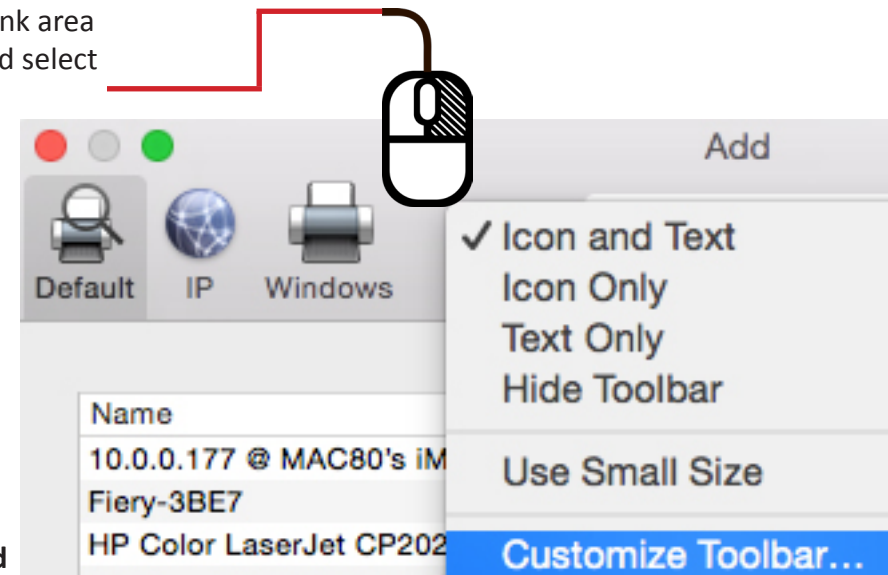 nk area
d select
Add
Default IP Windows
✓ Icon and Text
Icon Only
Text Only
Hide Toolbar
Use Small Size
Customize Toolbar...
Name
10.0.0.177 @ MAC80's iM
Fiery-3BE7
HP Color LaserJet CP202
d